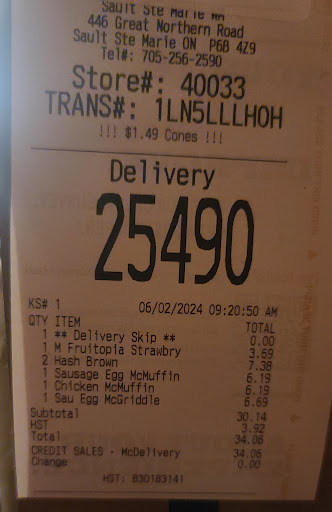 Sault Ste Marie
446 Great Northern Road
Sault Ste Marie ON P6B 4Z9
Tel#: 705-256-2590
Store#: 40033
TRANS#: 1LN5LLLHOH
!!! $1.49 Cones !!!
Delivery
25490
KS# 1 06/02/2024 09:20:50 AM
QTY ITEM TOTAL
1 ** Delivery Skip ** 0.00
1 M Fruitopia Strawbry 3.69
2 Hash Brown 7.38
1 Sausage Egg McMuffin 6.19
1 Chicken McMuffin 6.19
1 Sau Egg McGriddle 6.69
Subtotal 30.14
HST 3.92
Total 34.06
CREDIT SALES - McDelivery 34.06
Change 0.00
HST: 830183141